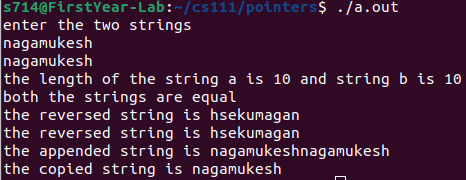 s714@FirstYear-Lab:~/cs111/pointers$ ./a.out
enter the two strings
nagamukesh
nagamukesh
the length of the string a is 10 and string b is 10
both the strings are equal
the reversed string is hsekumagan
the reversed string is hsekumagan
the appended string is nagamukeshnagamukesh
the copied string is nagamukesh